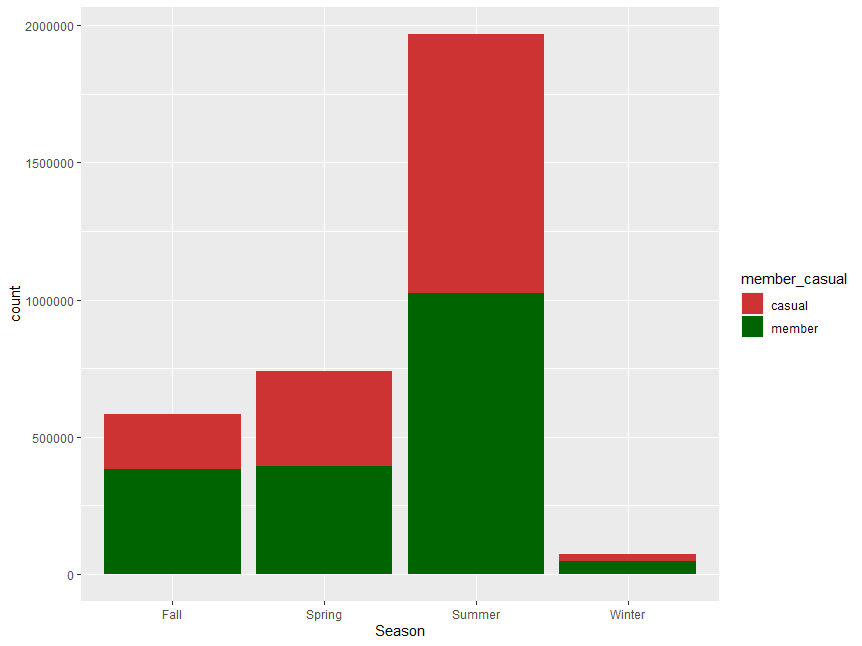 2000000
1500000
1000000
500000
0
count
Fall
Spring
Summer
Winter
Season
member_casual
casual
member